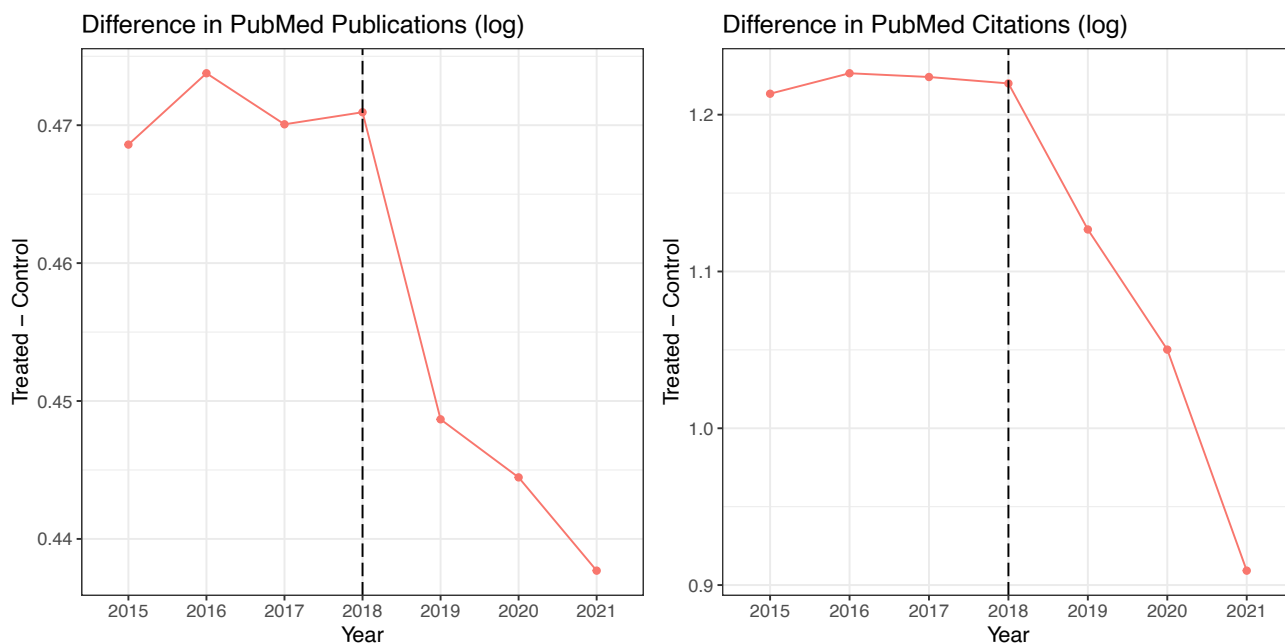 Difference in PubMed Publications (log)
Treated − Control
0.47
0.46
0.45
0.44
2015 2016 2017 2018 2019 2020 2021
Year
Difference in PubMed Citations (log)
Treated − Control
1.2
1.1
1.0
0.9
2015 2016 2017 2018 2019 2020 2021
Year